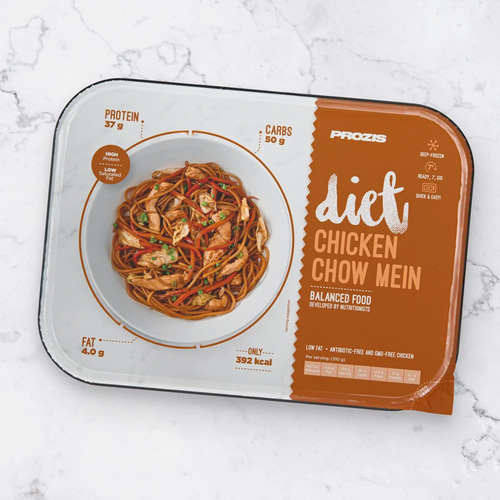 PROTEIN
37 g
CARBS
50 g
HIGH
Protein
LOW
Saturated
Fat
FAT
4.0 g
ONLY
392 kcal
PROZIS
DEEP-FROZEN
7'
READY, 7, GO!
QUICK & EASY!
diet
CHICKEN
CHOW MEIN
BALANCED FOOD
DEVELOPED BY NUTRITIONISTS
LOW FAT • ANTIBIOTIC-FREE AND GMO-FREE CHICKEN
Per serving: (310 g)